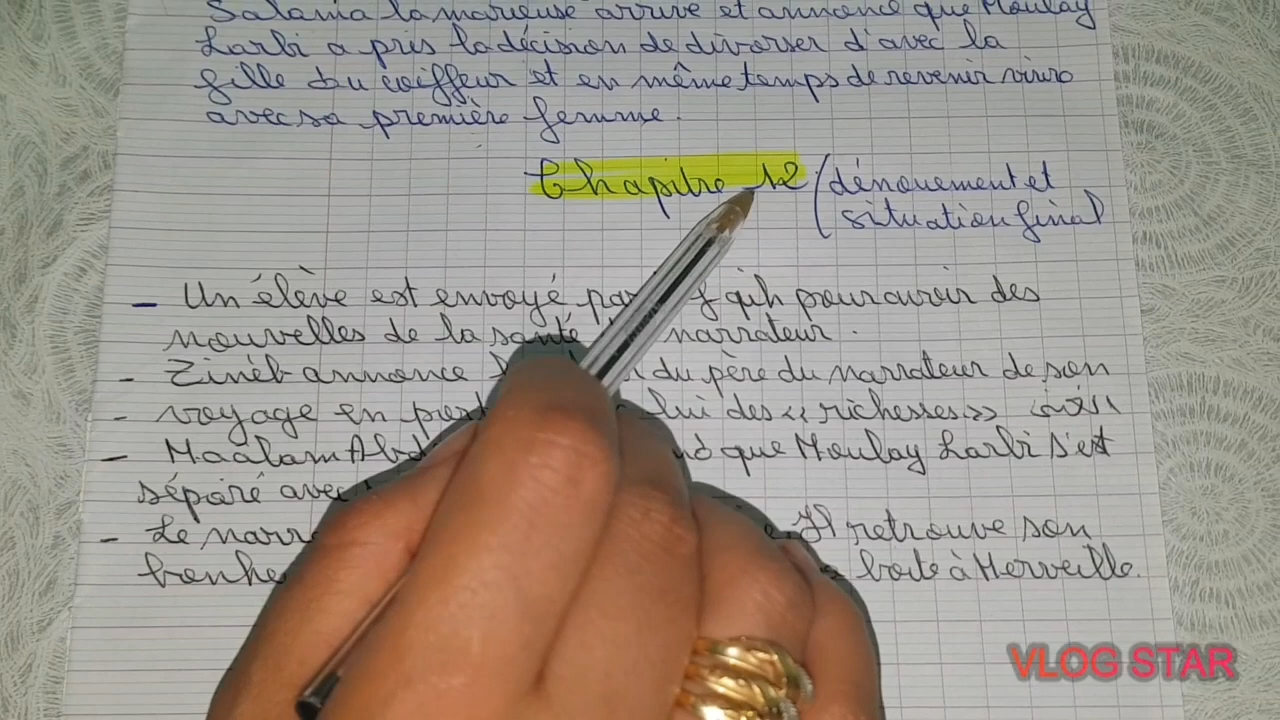 Salama la marieuse arrive et annonce que Moulay
Larbi a pris la décision de divorser d'avec la
fille du coiffeur et en même temps de revenir vivre
avec sa première femme.
Chapitre 12 (dénouement et
situation final
- Un élève est envoyé par fqih pour avoir des
nouvelles de la santé narrateur.
- Zineb annonce du père du narrateur de son
- voyage en lui des << richesses >>
- Maalam que Moulay Larbi s'est
séparé avec
- Le Il retrouve son
boite à Merveille.
VLOG STAR